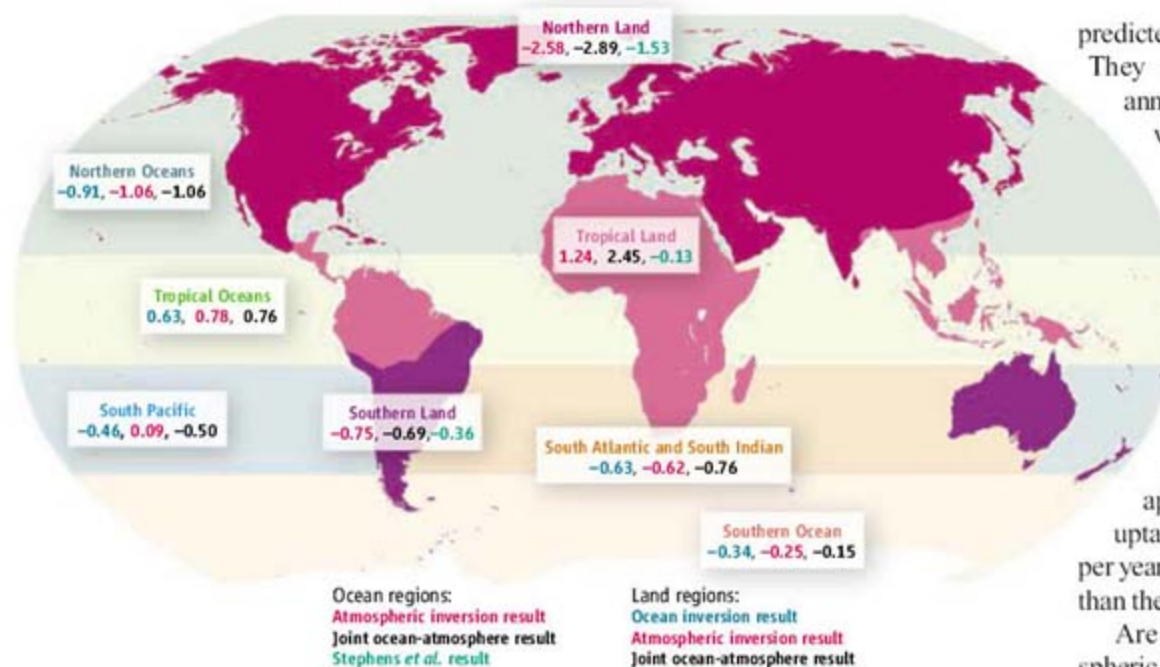 Northern Land
−2.58, −2.89, −1.53
Northern Oceans
−0.91, −1.06, −1.06
Tropical Land
1.24, 2.45, −0.13
Tropical Oceans
0.63, 0.78, 0.76
South Pacific
−0.46, 0.09, −0.50
Southern Land
−0.75, −0.69, −0.36
South Atlantic and South Indian
−0.63, −0.62, −0.76
Southern Ocean
−0.34, −0.25, −0.15
Ocean regions:
Atmospheric inversion result
Joint ocean-atmosphere result
Stephens et al. result
Land regions:
Ocean inversion result
Atmospheric inversion result
Joint ocean-atmosphere result
predicte
They
ann
ap
upta
per year
than the
Are